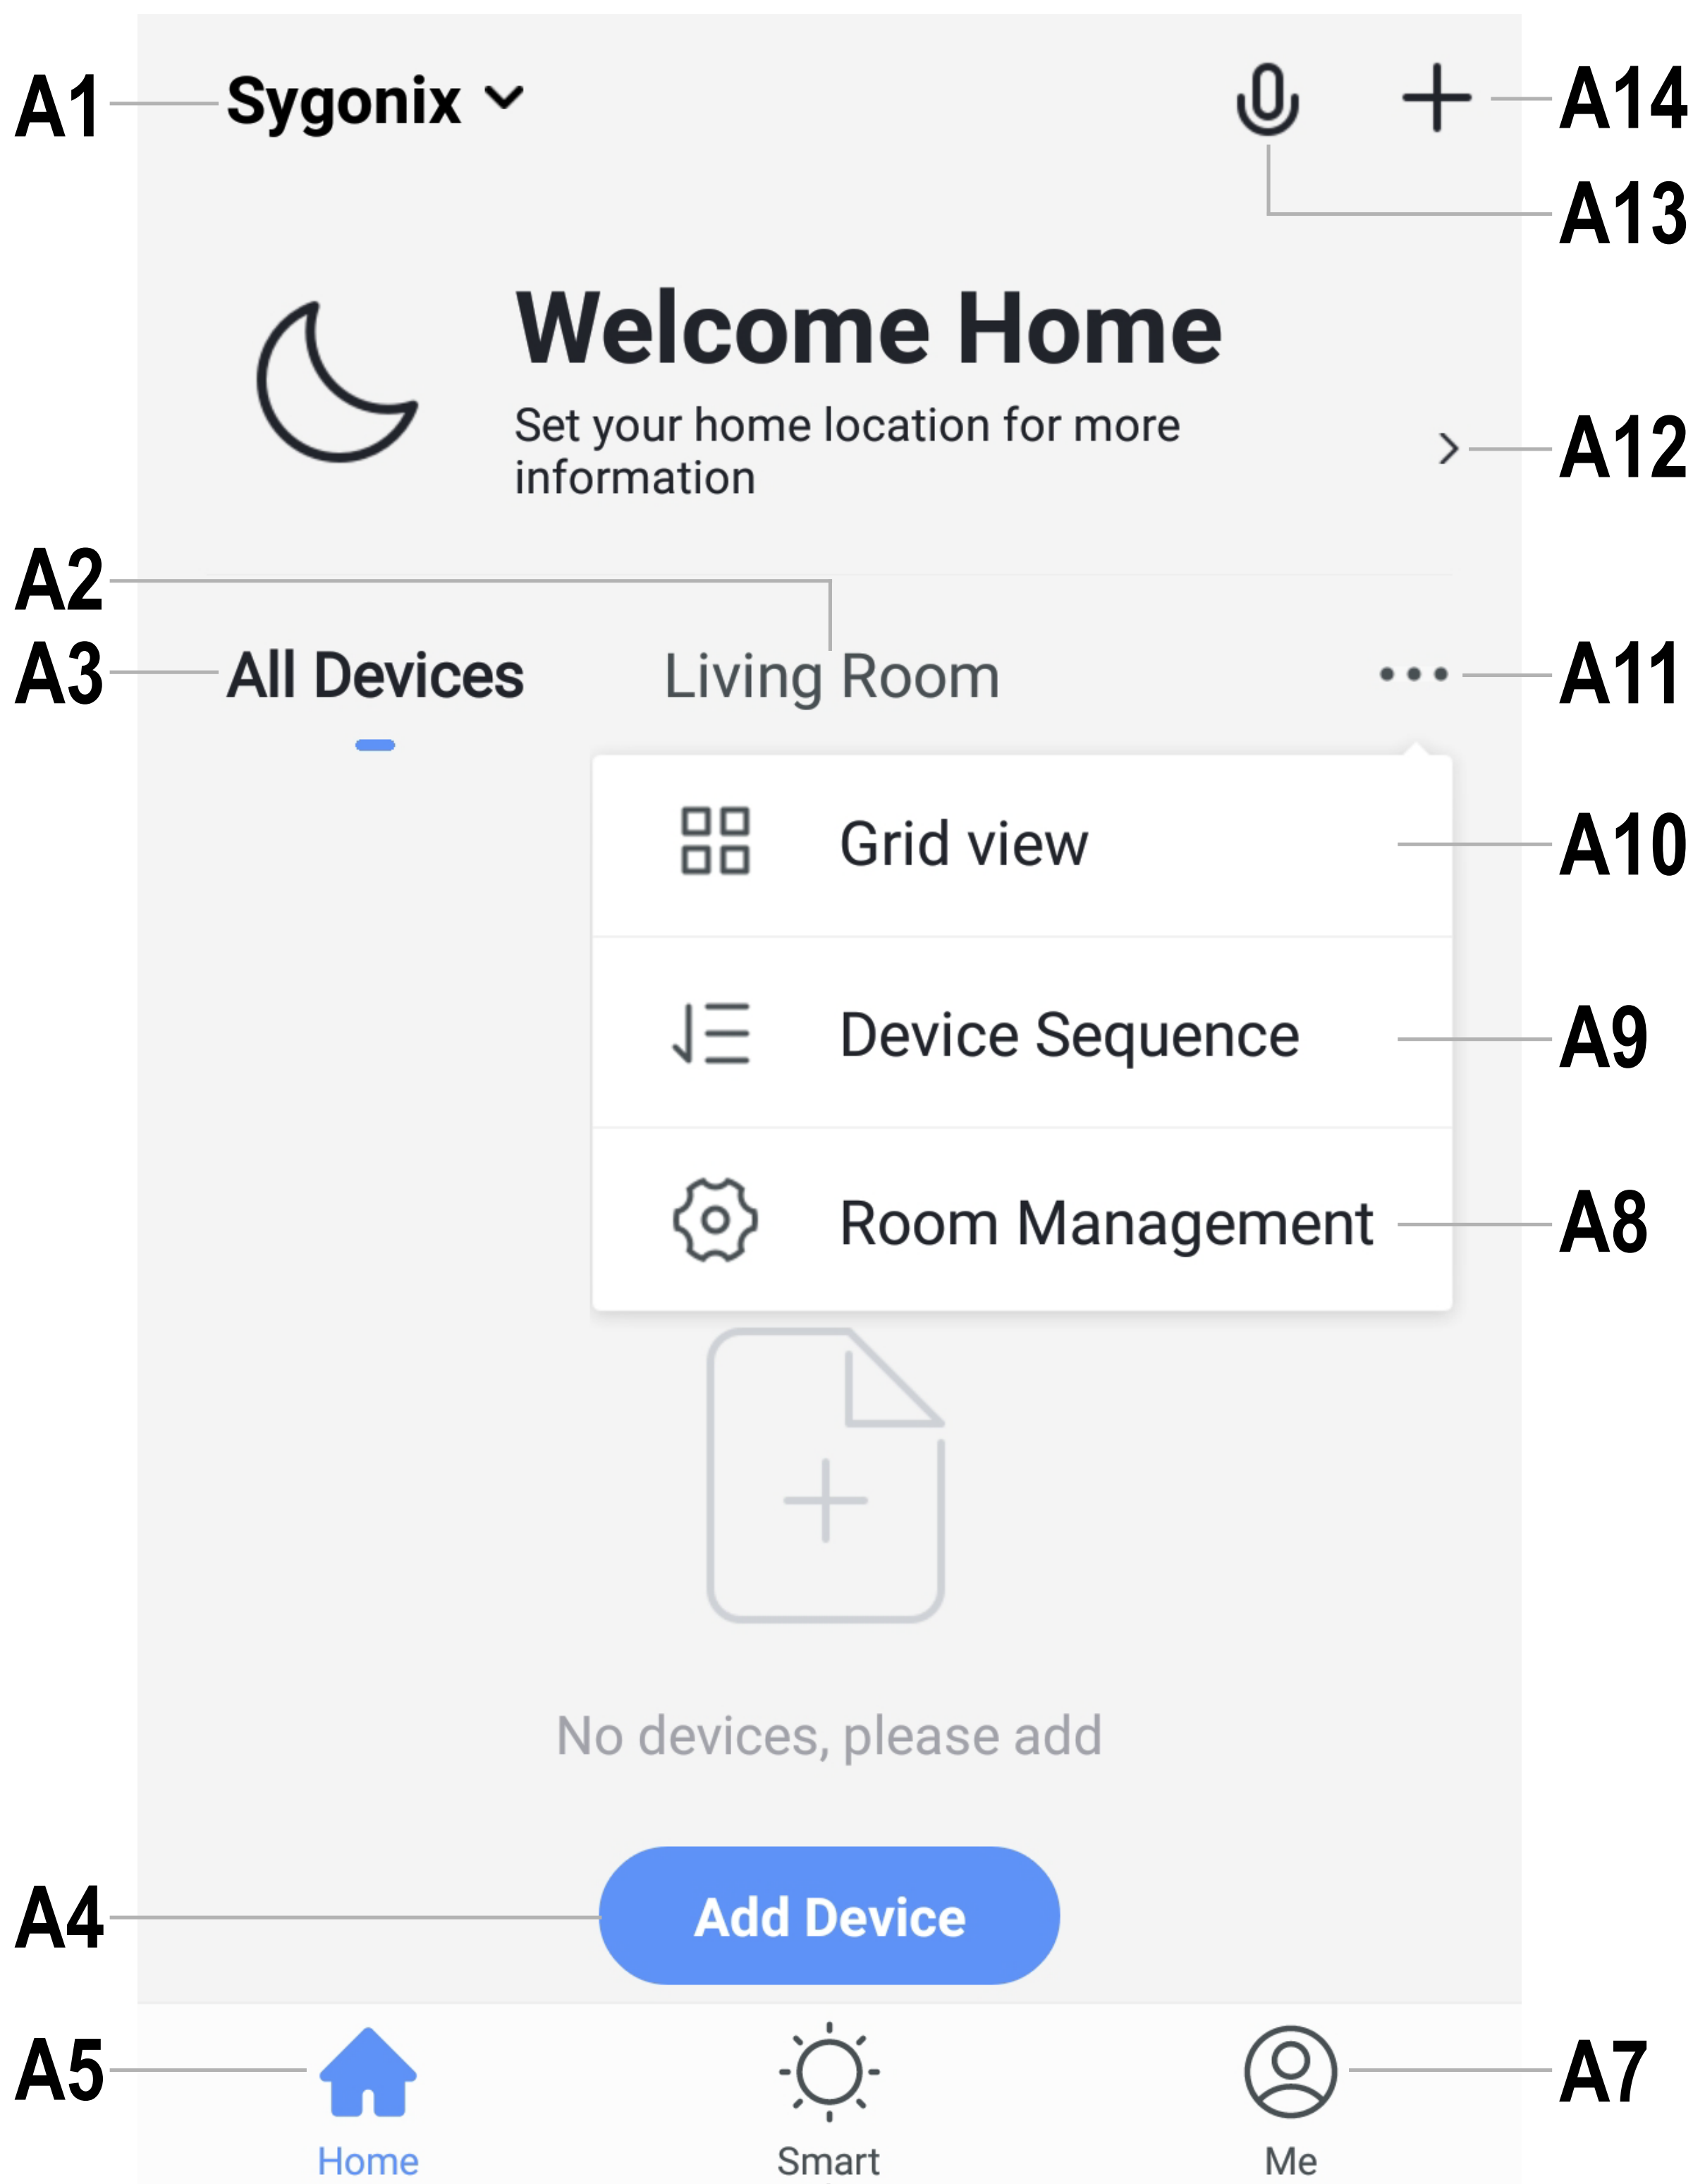 A1 Sygonix A14
A13
Welcome Home
Set your home location for more
information
A12
A2
A3 All Devices Living Room A11
Grid view A10
Device Sequence A9
Room Management A8
No devices, please add
A4 Add Device
A5 A7
Home Smart Me